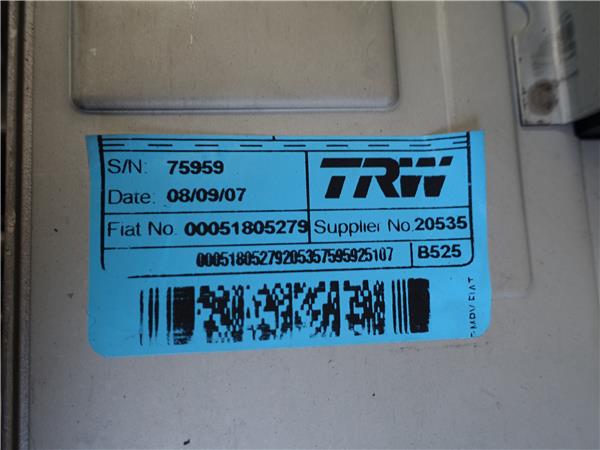 S/N: 75959
TRW
Date: 08/09/07
Fiat No. 00051805279 Supplier No. 20535
00051805279205357595925107 B525